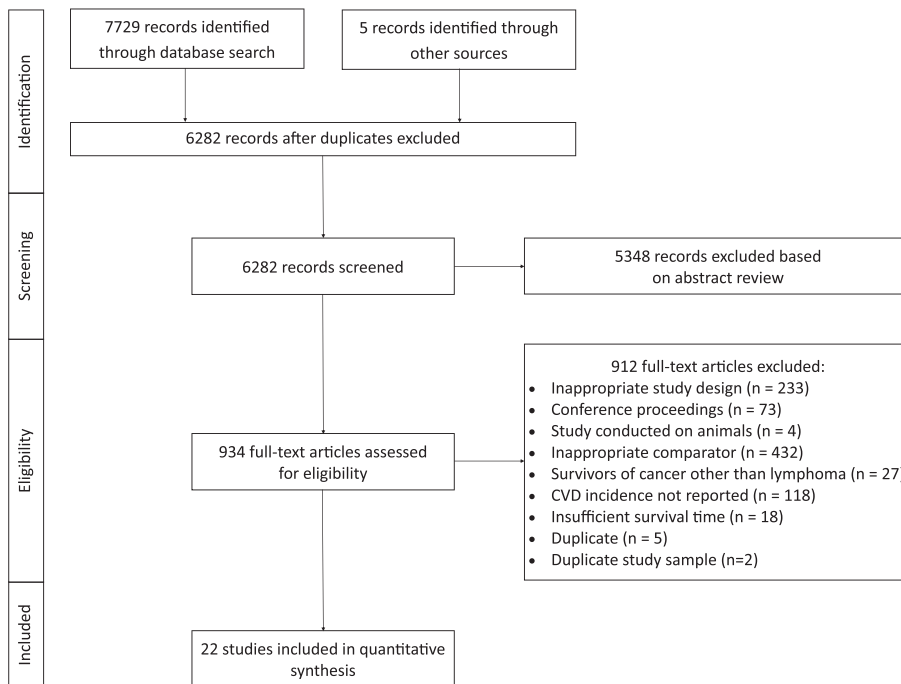 Identification
7729 records identified
through database search
5 records identified through
other sources
6282 records after duplicates excluded
Screening
6282 records screened
5348 records excluded based
on abstract review
Eligibility
934 full-text articles assessed
for eligibility
912 full-text articles excluded:
• Inappropriate study design (n = 233)
• Conference proceedings (n = 73)
• Study conducted on animals (n = 4)
• Inappropriate comparator (n = 432)
• Survivors of cancer other than lymphoma (n = 27)
• CVD incidence not reported (n = 118)
• Insufficient survival time (n = 18)
• Duplicate (n = 5)
• Duplicate study sample (n=2)
Included
22 studies included in quantitative
synthesis